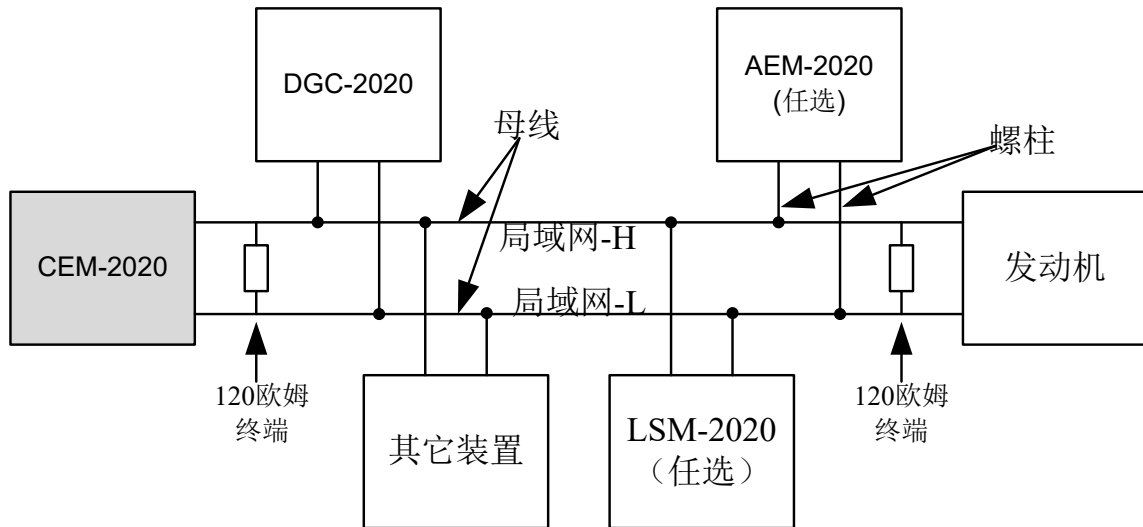 DGC-2020
AEM-2020
(任选)
母线
螺柱
CEM-2020
局域网-H
发动机
局域网-L
120欧姆
终端
其它装置
LSM-2020
（任选）
120欧姆
终端